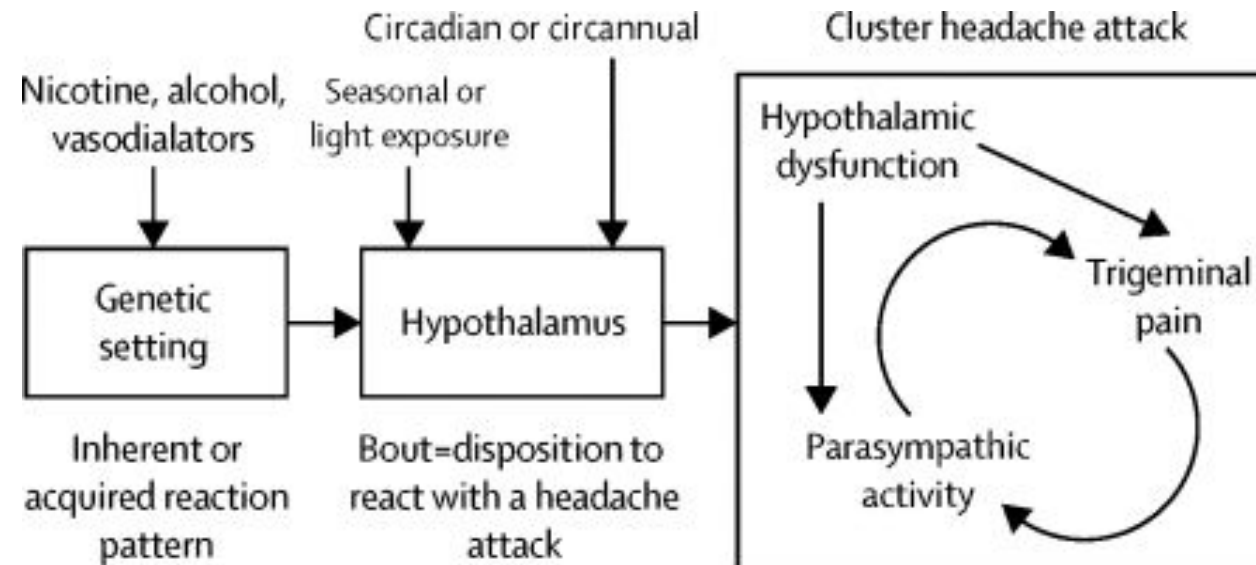 Circadian or circannual
Cluster headache attack
Nicotine, alcohol,
vasodialators
Seasonal or
light exposure
Hypothalamic
dysfunction
Genetic
setting
Hypothalamus
Trigeminal
pain
Parasympathic
activity
Inherent or
acquired reaction
pattern
Bout=disposition to
react with a headache
attack